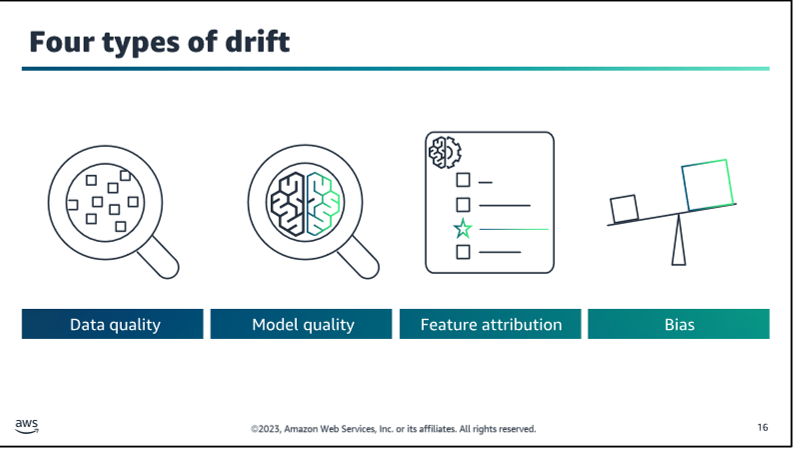 Four types of drift
Data quality
Model quality
Feature attribution
Bias
aws
©2023, Amazon Web Services, Inc. or its affiliates. All rights reserved.
16